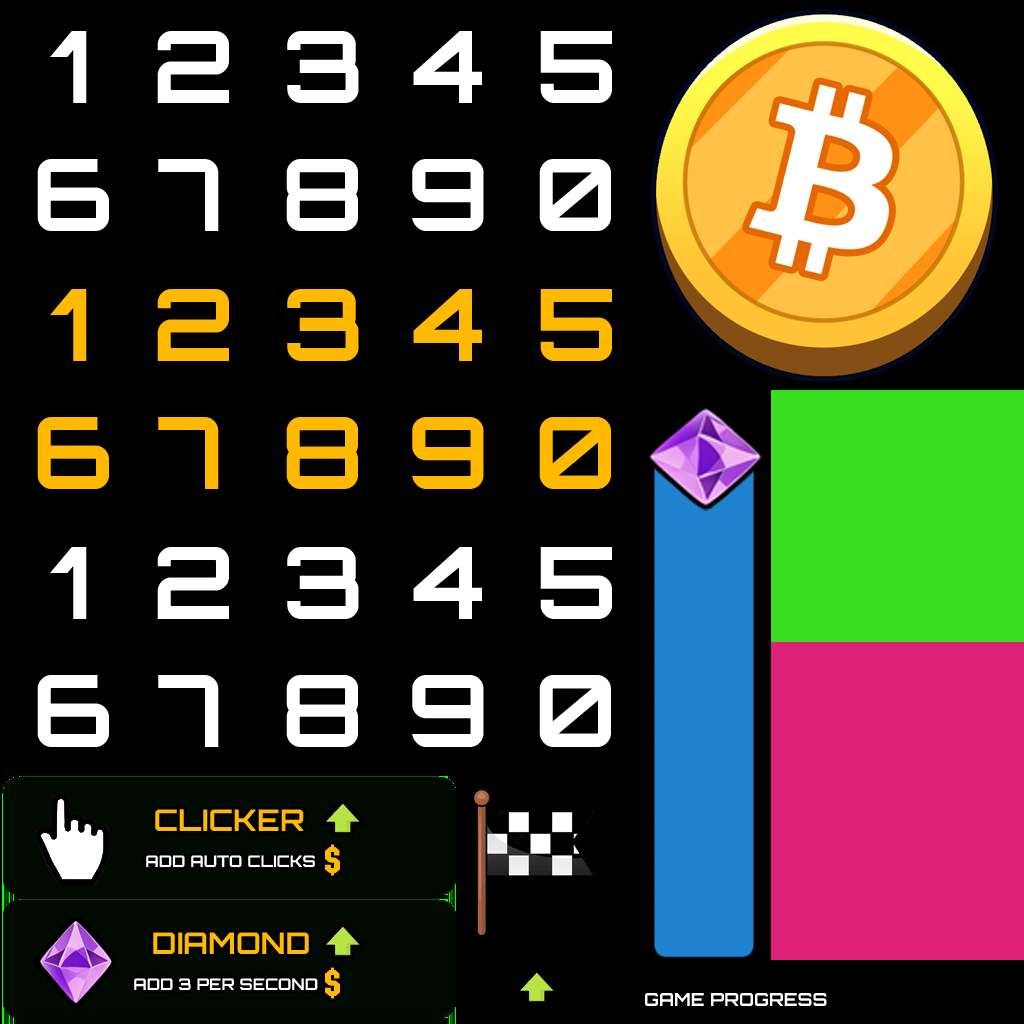 1 2 3 4 5
6 7 8 9 0
1 2 3 4 5
6 7 8 9 0
1 2 3 4 5
6 7 8 9 0
CLICKER
ADD AUTO CLICKS $
DIAMOND
ADD 3 PER SECOND $
GAME PROGRESS